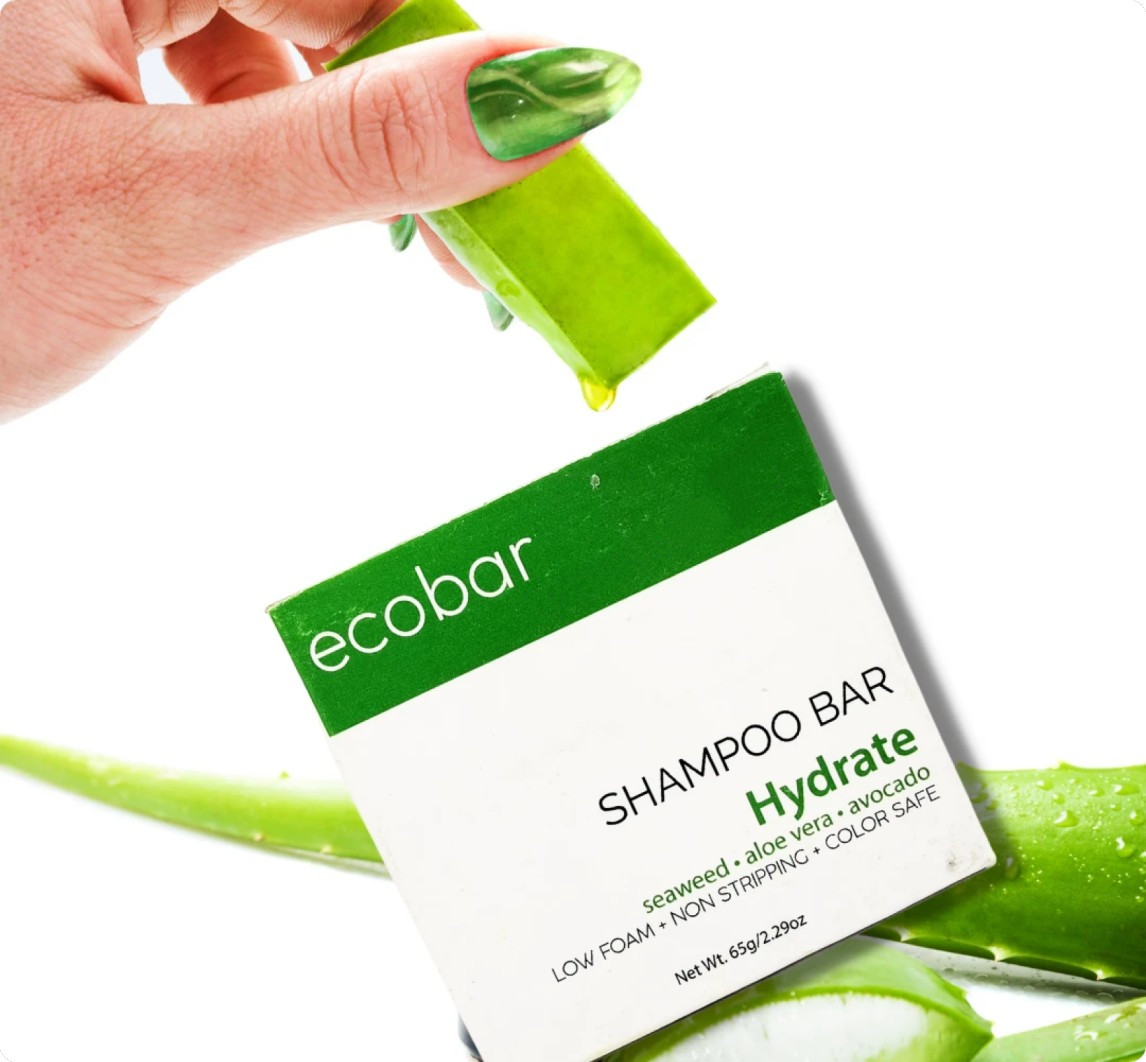 ecobar
SHAMPOO BAR
Hydrate
seaweed • aloe vera • avocado
LOW FOAM + NON STRIPPING + COLOR SAFE
Net Wt. 65g/2.29oz